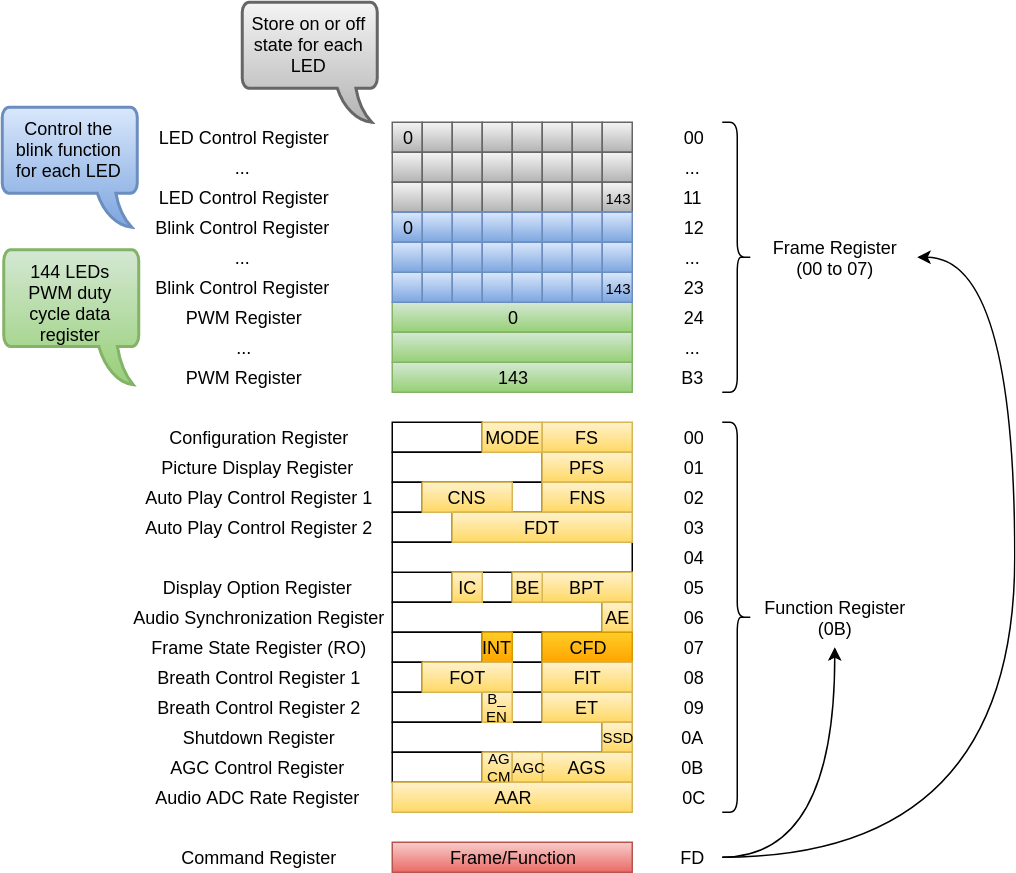 Store on or off
state for each
LED
Control the
blink function
for each LED
144 LEDs
PWM duty
cycle data
register
LED Control Register 0 00
... ...
LED Control Register 143 11
Blink Control Register 0 12
... ...
Blink Control Register 143 23
PWM Register 0 24
... ...
PWM Register 143 B3
Frame Register
(00 to 07)
Configuration Register MODE FS 00
Picture Display Register PFS 01
Auto Play Control Register 1 CNS FNS 02
Auto Play Control Register 2 FDT 03
04
Display Option Register IC BE BPT 05
Audio Synchronization Register AE 06
Frame State Register (RO) INT CFD 07
Breath Control Register 1 FOT FIT 08
Breath Control Register 2 B_ EN ET 09
Shutdown Register SSD 0A
AGC Control Register AG CM AGC AGS 0B
Audio ADC Rate Register AAR 0C
Function Register
(0B)
Command Register Frame/Function FD